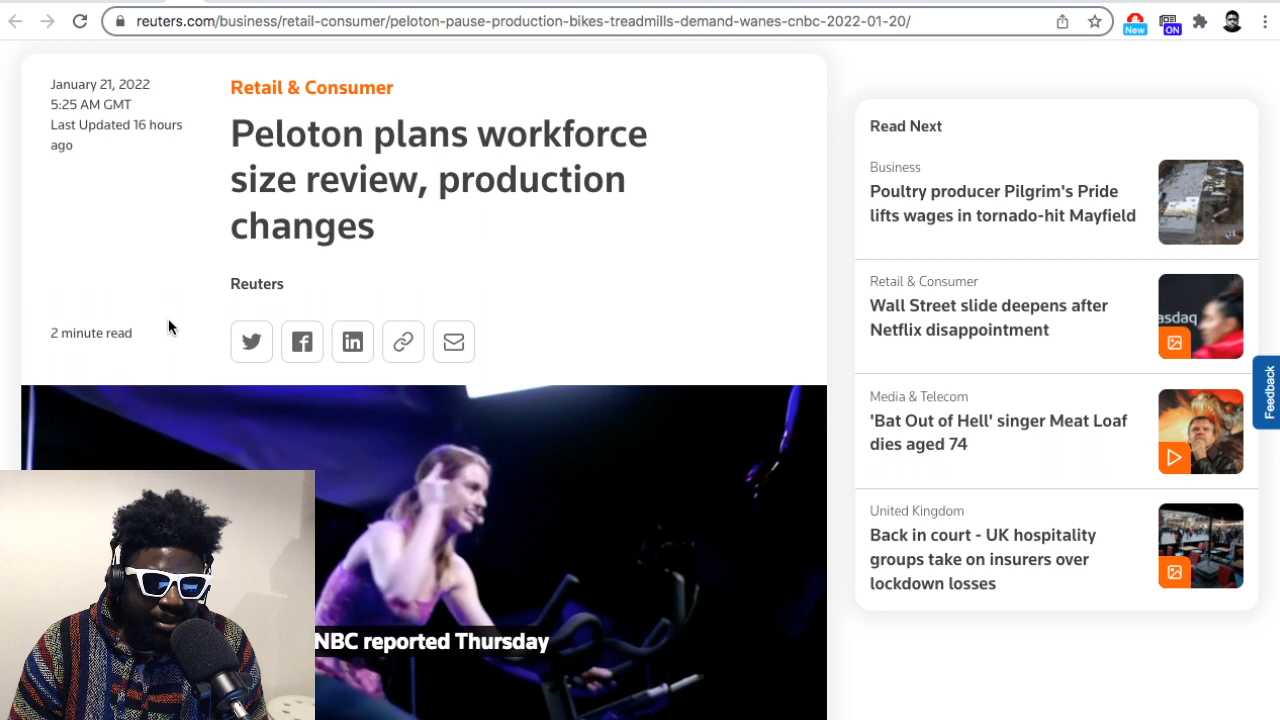 reuters.com/business/retail-consumer/peloton-pause-production-bikes-treadmills-demand-wanes-cnbc-2022-01-20/
New
ON
January 21, 2022
5:25 AM GMT
Last Updated 16 hours
ago
Retail & Consumer
Peloton plans workforce
size review, production
changes
Reuters
2 minute read
NBC reported Thursday
Read Next
Business
Poultry producer Pilgrim's Pride
lifts wages in tornado-hit Mayfield
Retail & Consumer
Wall Street slide deepens after
Netflix disappointment
asdaq
Media & Telecom
'Bat Out of Hell' singer Meat Loaf
dies aged 74
United Kingdom
Back in court - UK hospitality
groups take on insurers over
lockdown losses
Feedback